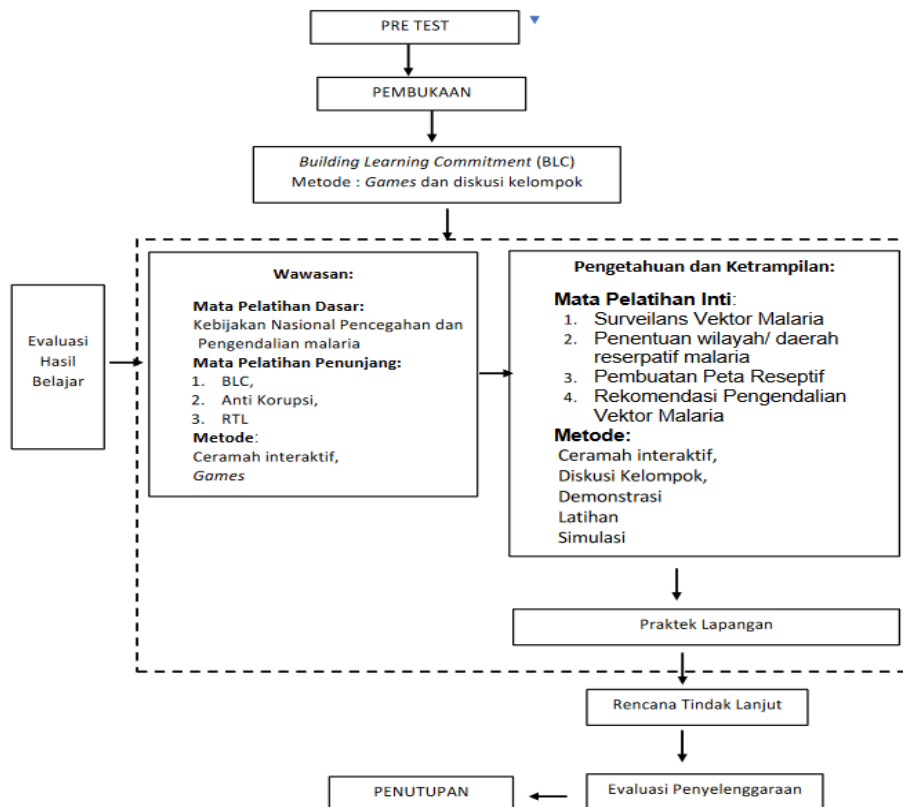 PRE TEST
PEMBUKAAN
Building Learning Commitment (BLC)
Metode : Games dan diskusi kelompok
Evaluasi
Hasil
Belajar
Wawasan:
Mata Pelatihan Dasar:
Kebijakan Nasional Pencegahan dan
Pengendalian malaria
Mata Pelatihan Penunjang:
1. BLC,
2. Anti Korupsi,
3. RTL
Metode:
Ceramah interaktif,
Games
Pengetahuan dan Ketrampilan:
Mata Pelatihan Inti:
1. Surveilans Vektor Malaria
2. Penentuan wilayah/ daerah
reserpatif malaria
3. Pembuatan Peta Reseptif
4. Rekomendasi Pengendalian
Vektor Malaria
Metode:
Ceramah interaktif,
Diskusi Kelompok,
Demonstrasi
Latihan
Simulasi
Praktek Lapangan
Rencana Tindak Lanjut
Evaluasi Penyelenggaraan
PENUTUPAN